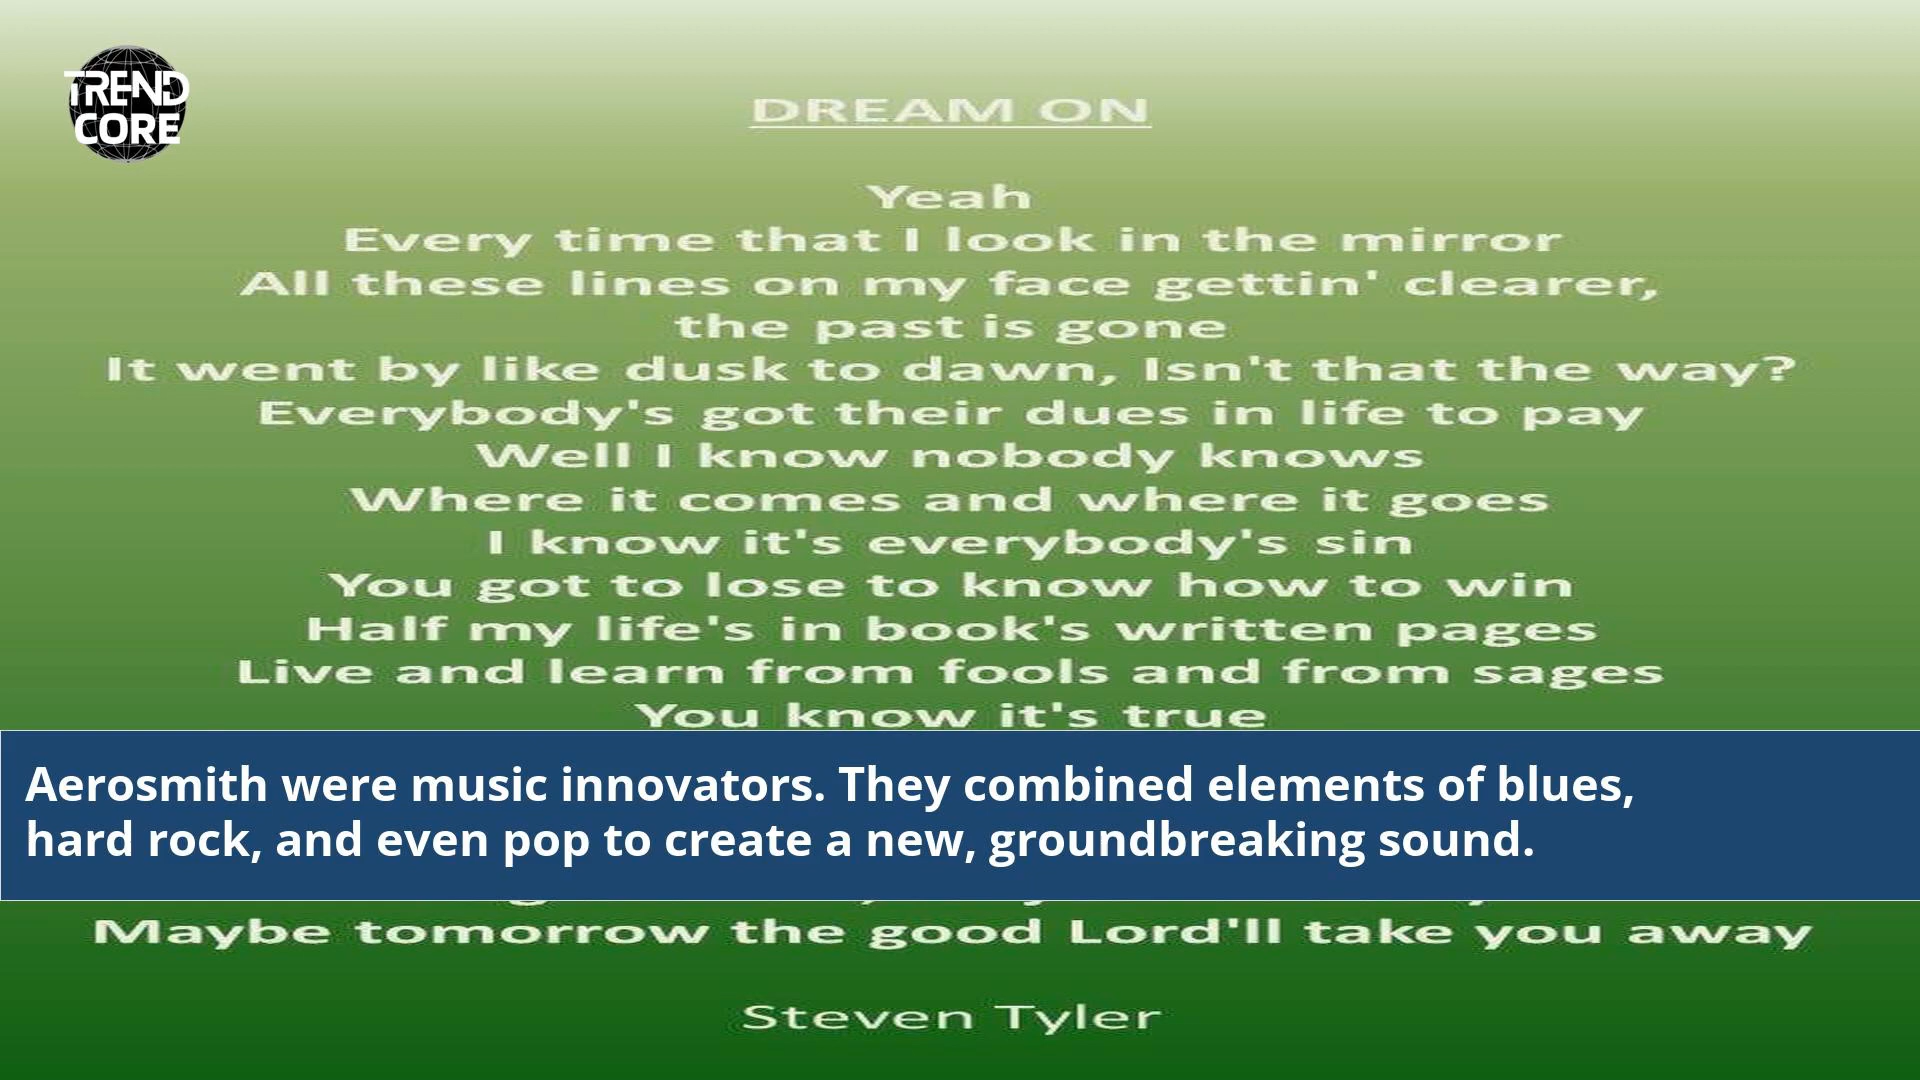 TREND
CORE
DREAM ON
Yeah
Every time that I look in the mirror
All these lines on my face gettin' clearer,
the past is gone
It went by like dusk to dawn, Isn't that the way?
Everybody's got their dues in life to pay
Well I know nobody knows
Where it comes and where it goes
I know it's everybody's sin
You got to lose to know how to win
Half my life's in book's written pages
Live and learn from fools and from sages
You know it's true
Aerosmith were music innovators. They combined elements of blues,
hard rock, and even pop to create a new, groundbreaking sound.
Maybe tomorrow the good Lord'll take you away
Steven Tyler